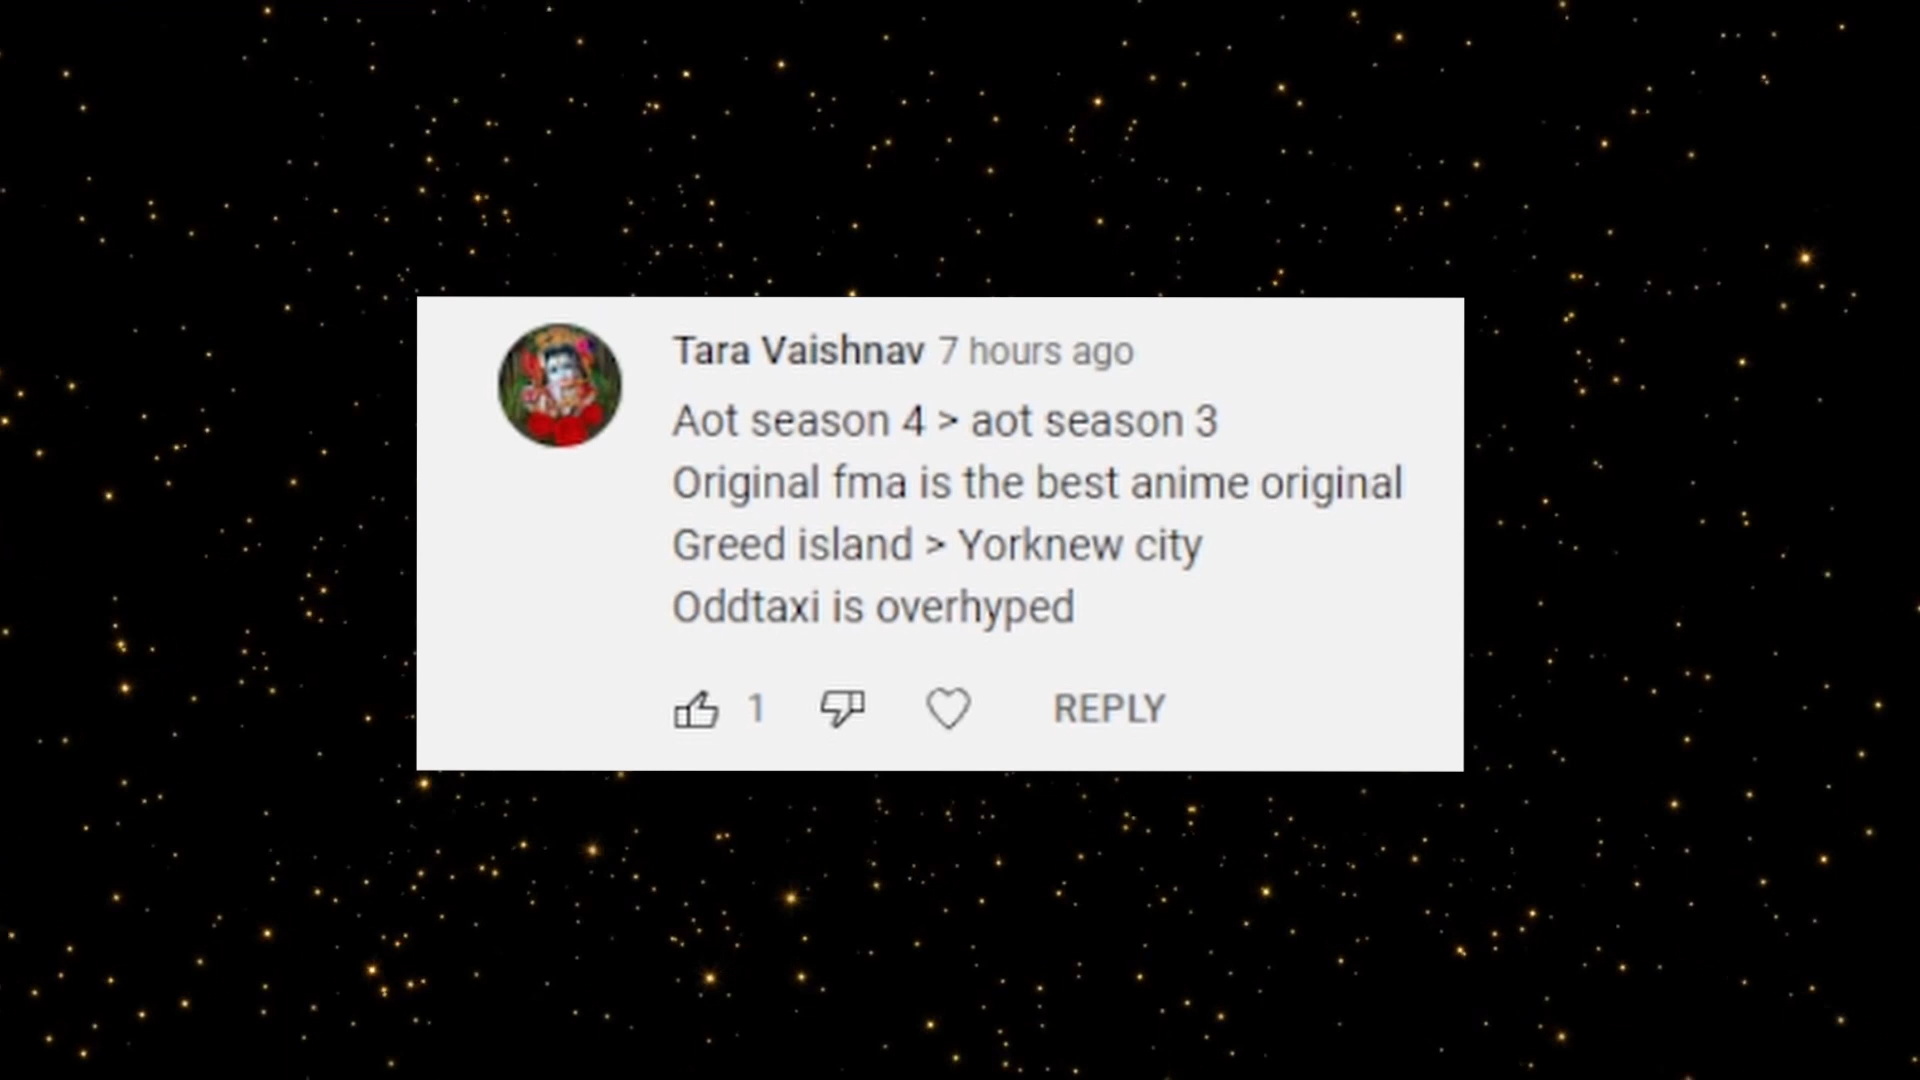 Tara Vaishnav 7 hours ago
Aot season 4 > aot season 3
Original fma is the best anime original
Greed island > Yorknew city
Oddtaxi is overhyped
1 REPLY